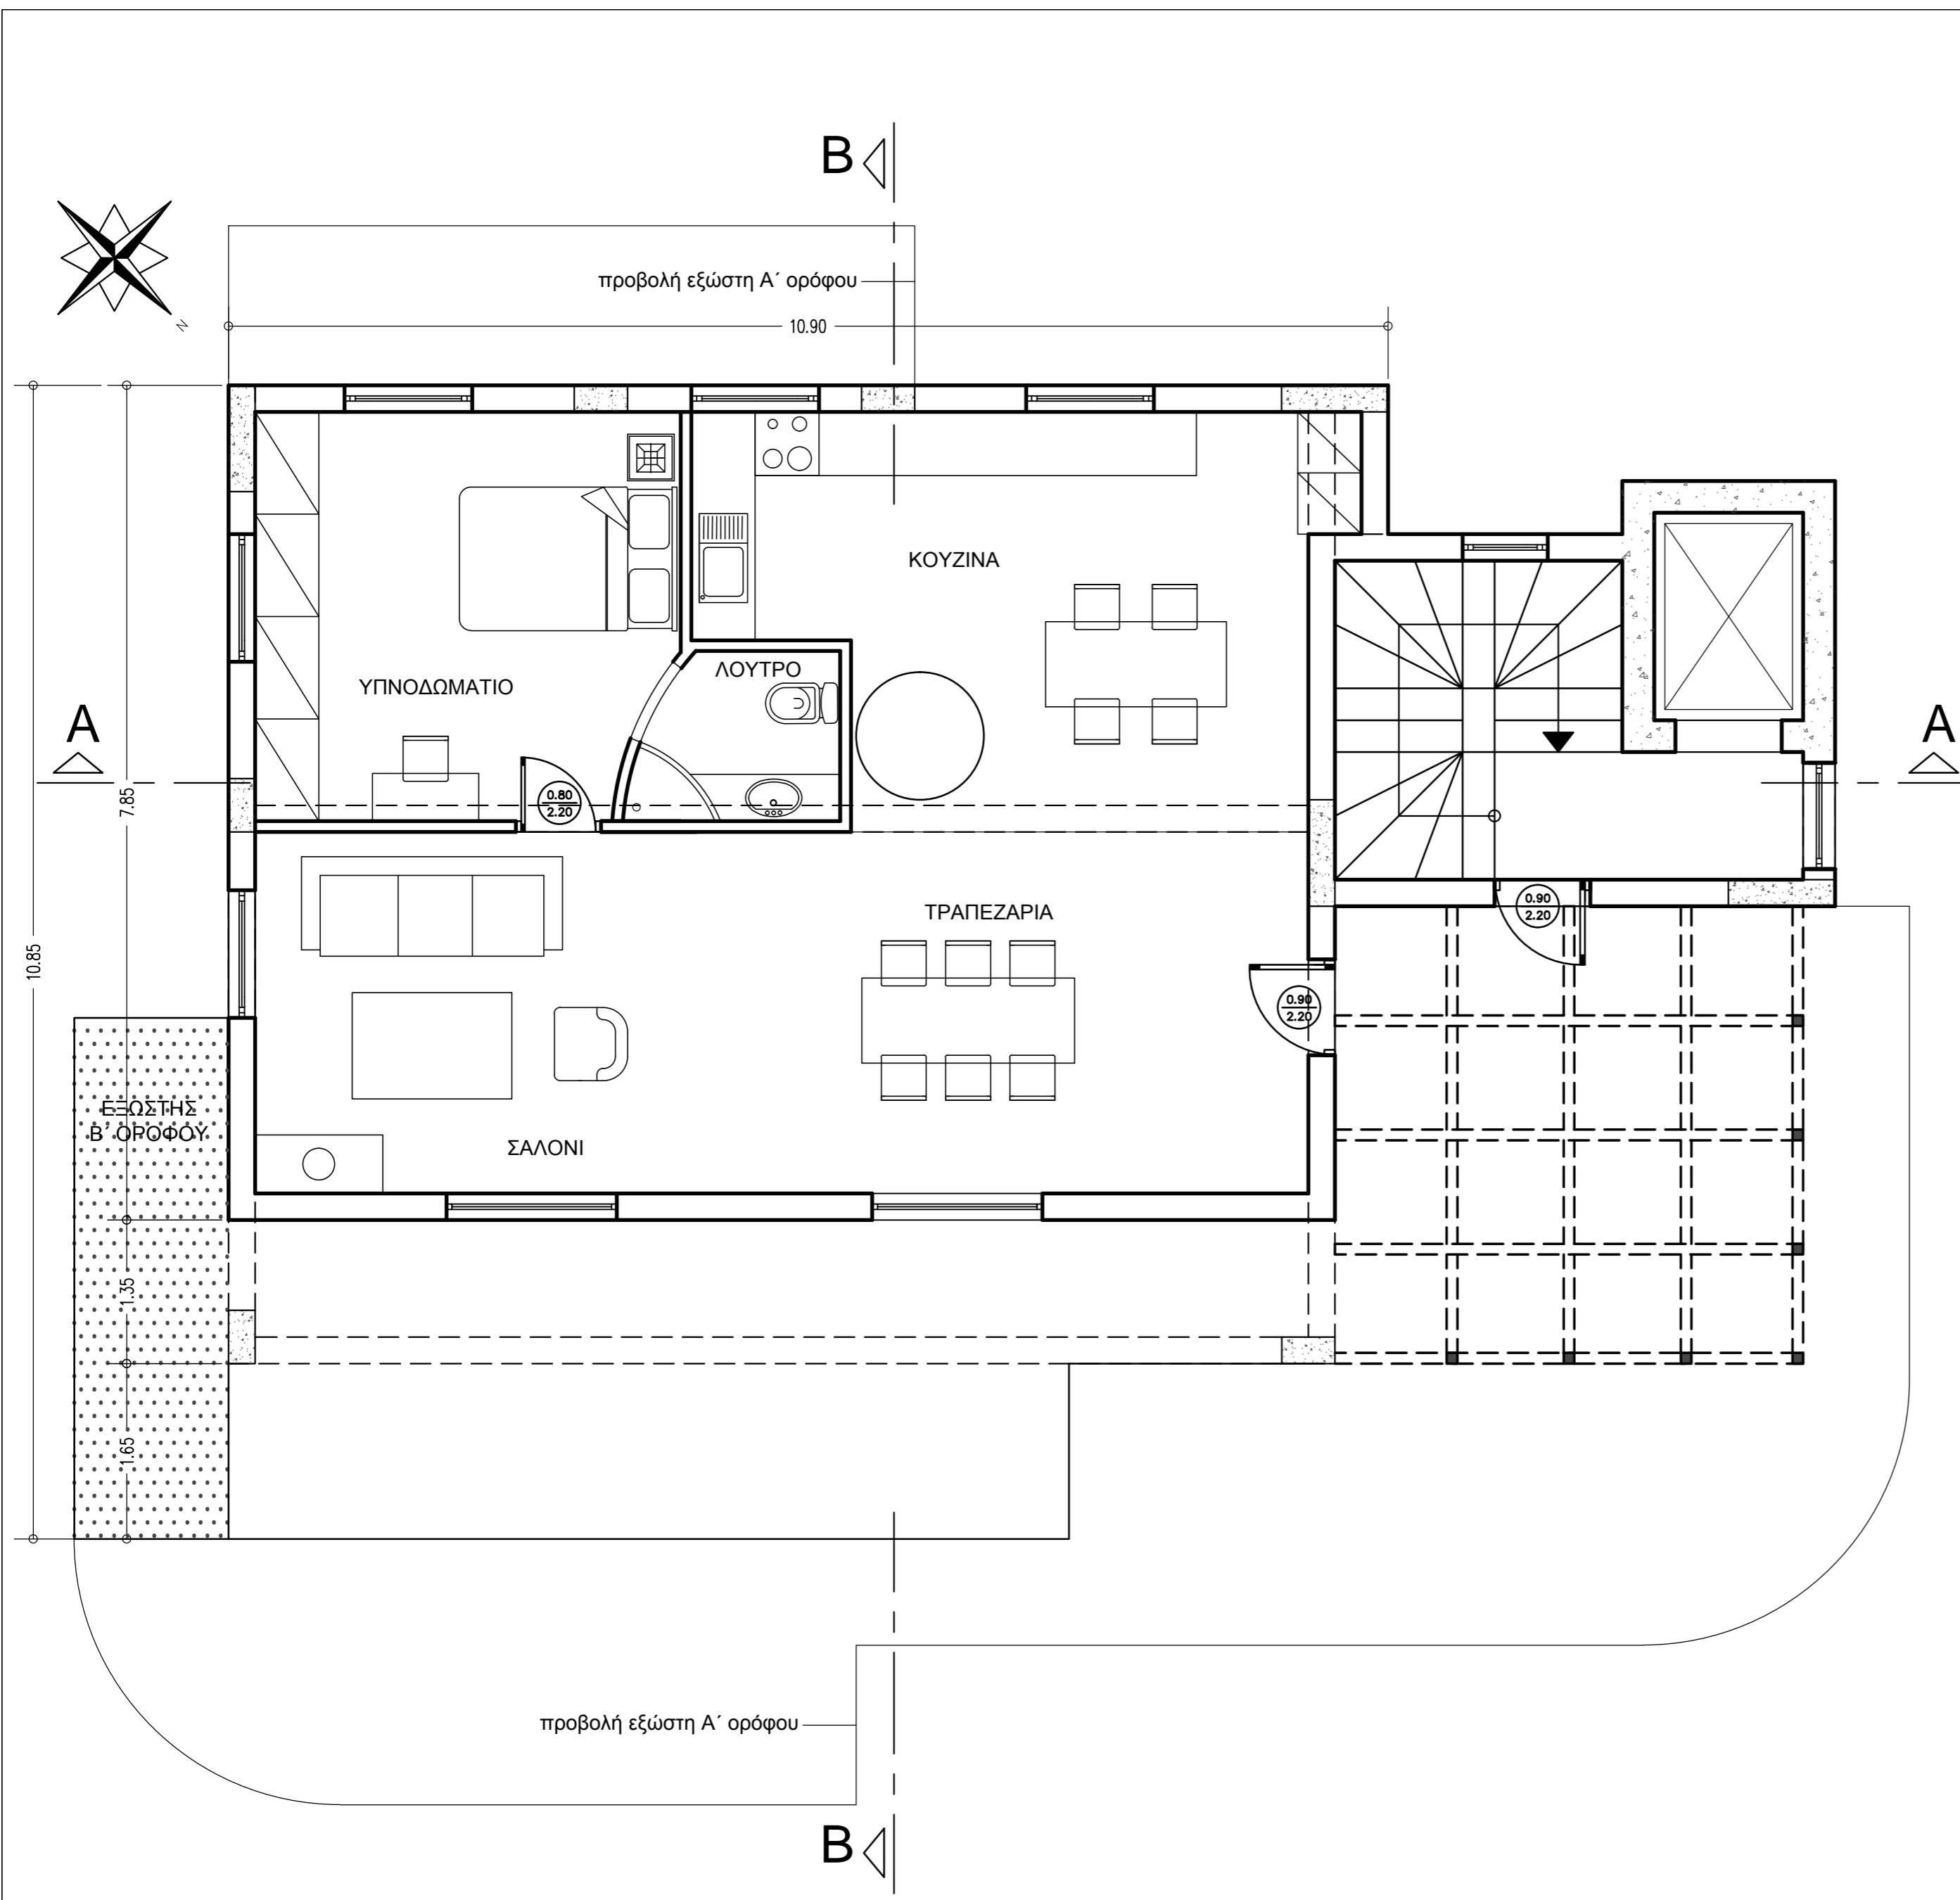 B
N
προβολή εξώστη Α΄ ορόφου
10.90
ΚΟΥΖΙΝΑ
ΛΟΥΤΡΟ
ΥΠΝΟΔΩΜΑΤΙΟ
A
A
7.85
0.80
2.20
0.90
2.20
ΤΡΑΠΕΖΑΡΙΑ
10.85
0.90
2.20
ΕΞΩΣΤΗΣ
Β΄ ΟΡΟΦΟΥ
ΣΑΛΟΝΙ
1.35
1.65
προβολή εξώστη Α΄ ορόφου
B